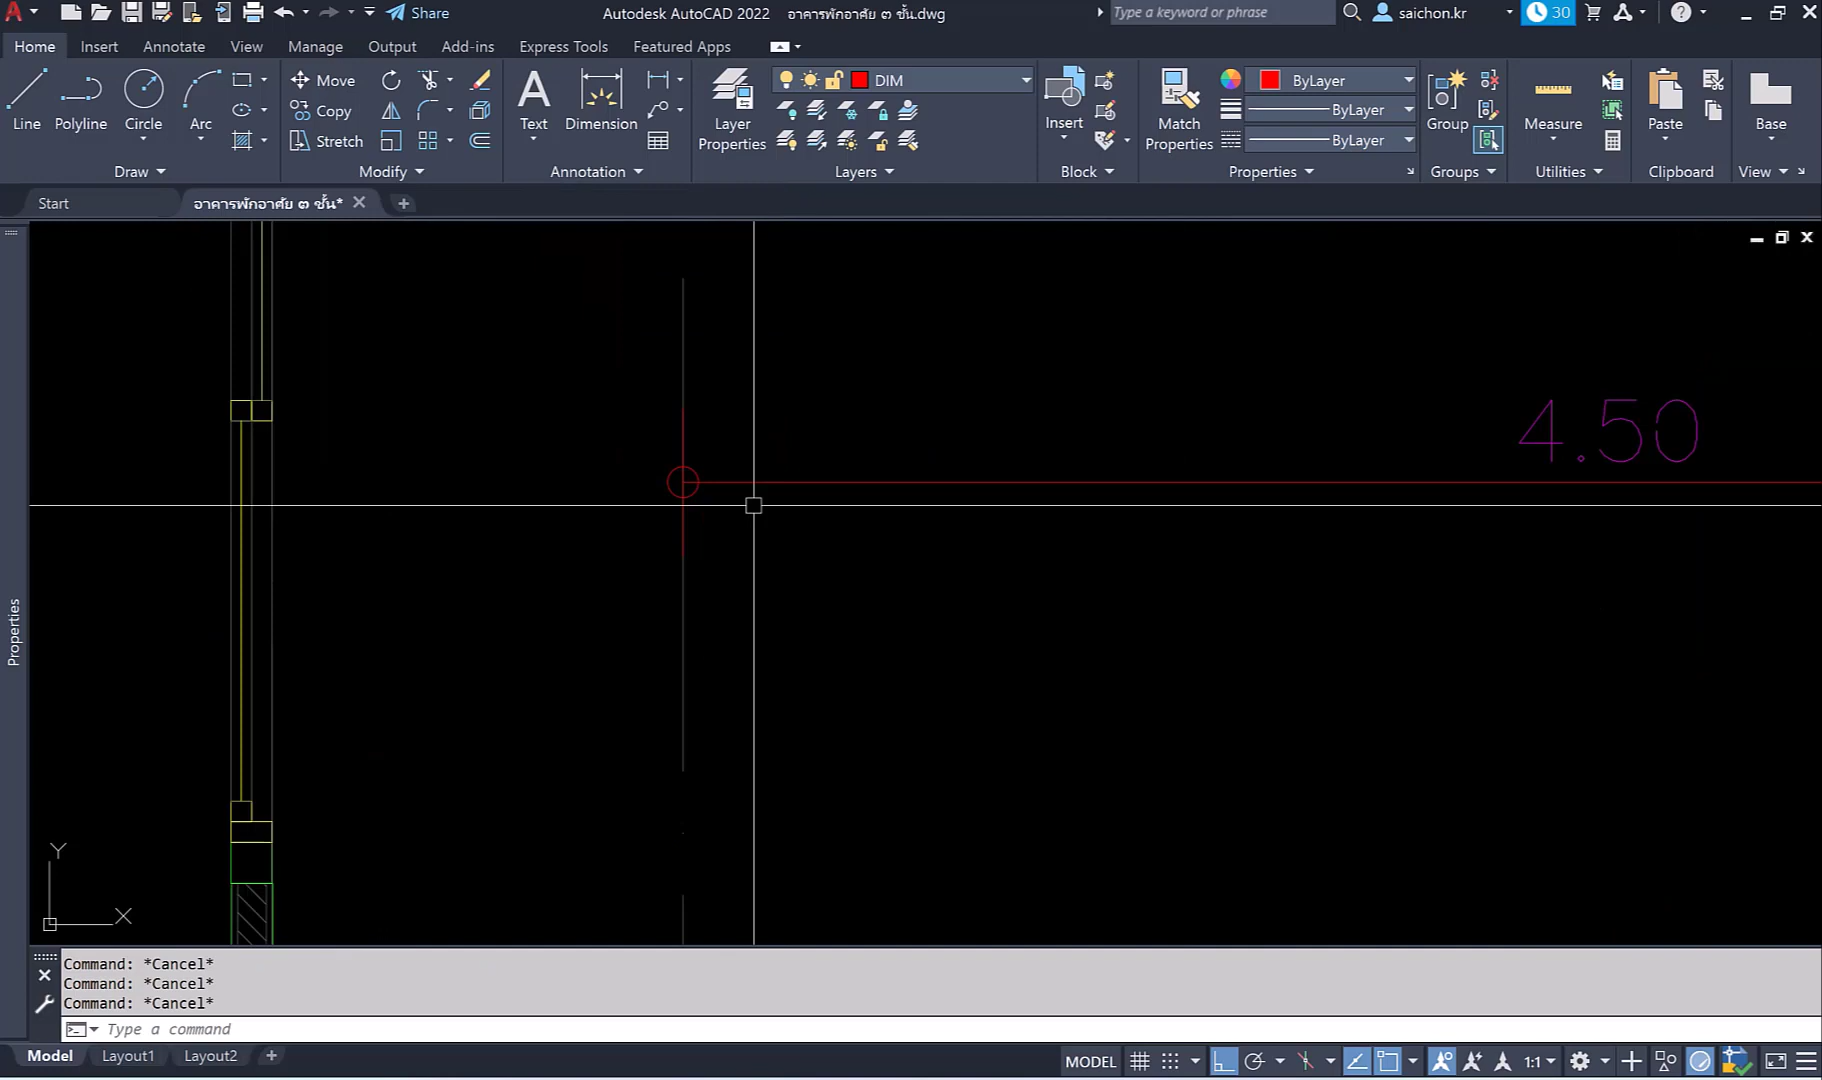 Share
Autodesk AutoCAD 2022 อาคารพักอาศัย ๓ ชั้น.dwg
Type a keyword or phrase
saichon.kr
30
Home Insert Annotate View Manage Output Add-ins Express Tools Featured Apps
Line Polyline Circle Arc
Move
Copy
Stretch
Text Dimension
Layer Properties
DIM
Insert
Match Properties
ByLayer
ByLayer
ByLayer
Group
Measure
Paste
Base
Draw Modify Annotation Layers Block Properties Groups Utilities Clipboard View
Start
อาคารพักอาศัย ๓ ชั้น*
4.50
Properties
Y
X
Command: *Cancel*
Command: *Cancel*
Command: *Cancel*
Type a command
Model Layout1 Layout2
MODEL 1:1